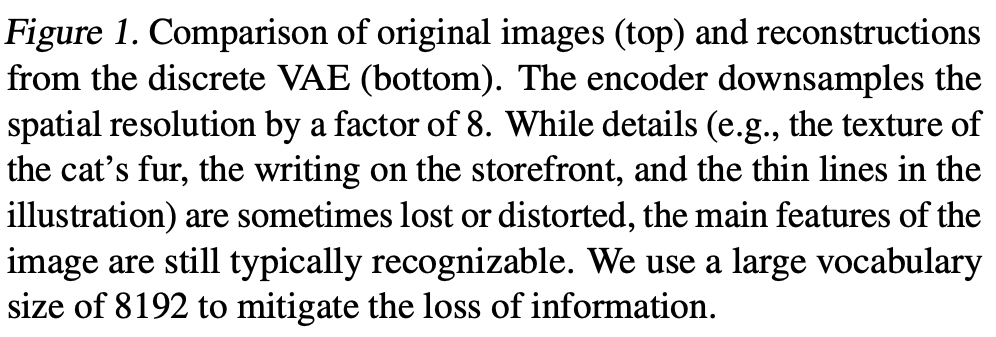 Figure 1. Comparison of original images (top) and reconstructions
from the discrete VAE (bottom). The encoder downsamples the
spatial resolution by a factor of 8. While details (e.g., the texture of
the cat's fur, the writing on the storefront, and the thin lines in the
illustration) are sometimes lost or distorted, the main features of the
image are still typically recognizable. We use a large vocabulary
size of 8192 to mitigate the loss of information.